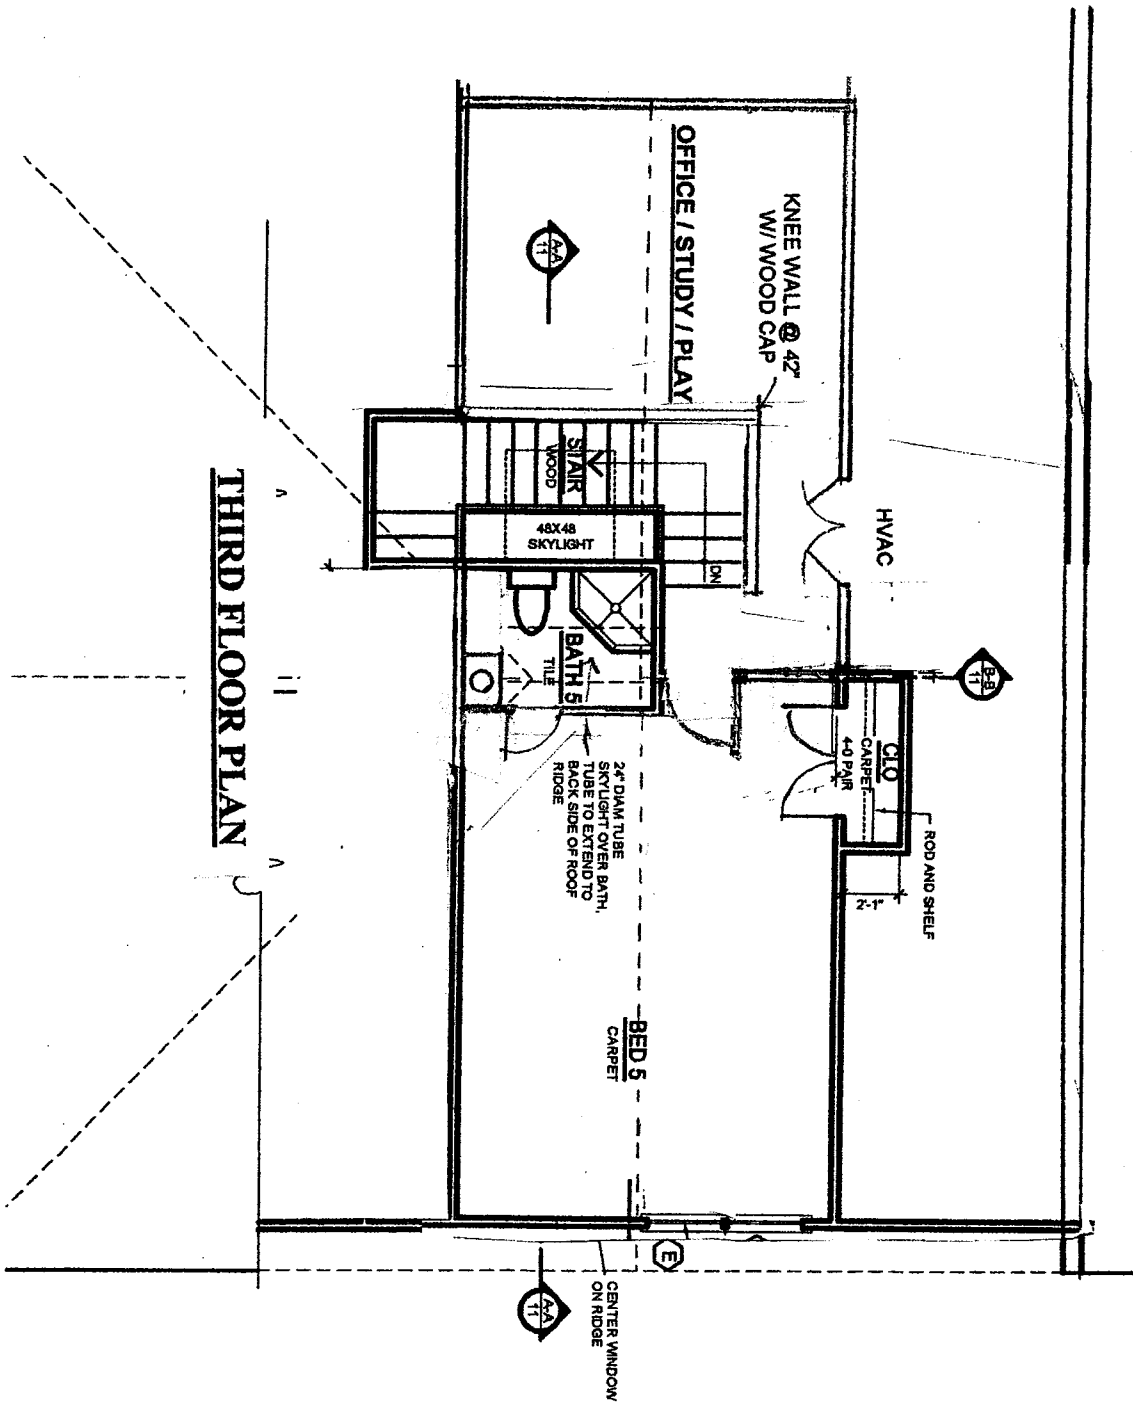 OFFICE / STUDY / PLAY
KNEE WALL @ 42"
W/ WOOD CAP
HVAC
A-A
11
STAIR
WOOD
48X48
SKYLIGHT
DN
B-B
11
CLO
CARPET
4-0 PAIR
ROD AND SHELF
2'-1"
BATH 5
TILE
24" DIAM TUBE
SKYLIGHT OVER BATH,
TUBE TO EXTEND TO
BACK SIDE OF ROOF
RIDGE
BED 5
CARPET
E
CENTER WINDOW
ON RIDGE
A-A
11
THIRD FLOOR PLAN